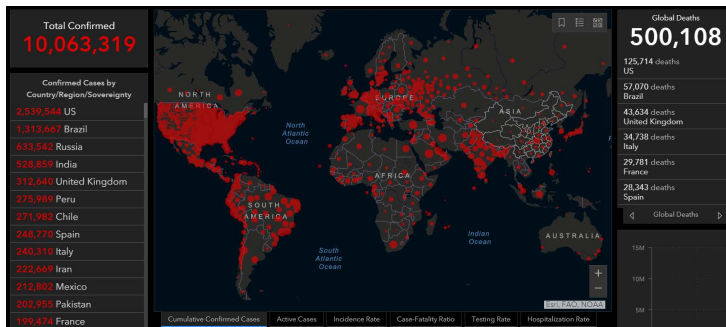 Total Confirmed
10,063,319
Confirmed Cases by
Country/Region/Sovereignty
2,539,544 US
1,313,667 Brazil
633,542 Russia
528,859 India
312,640 United Kingdom
275,989 Peru
271,982 Chile
248,770 Spain
240,310 Italy
222,669 Iran
212,802 Mexico
202,955 Pakistan
199,474 France
NORTH
AMERICA
EUROPE
ASIA
North
Atlantic
Ocean
AFRICA
SOUTH
AMERICA
Indian
Ocean
AUSTRALIA
South
Atlantic
Ocean
+
−
Esri, FAO, NOAA
Cumulative Confirmed Cases
Active Cases
Incidence Rate
Case-Fatality Ratio
Testing Rate
Hospitalization Rate
Global Deaths
500,108
125,714 deaths
US
57,070 deaths
Brazil
43,634 deaths
United Kingdom
34,738 deaths
Italy
29,781 deaths
France
28,343 deaths
Spain
Global Deaths
15M
10M
5M